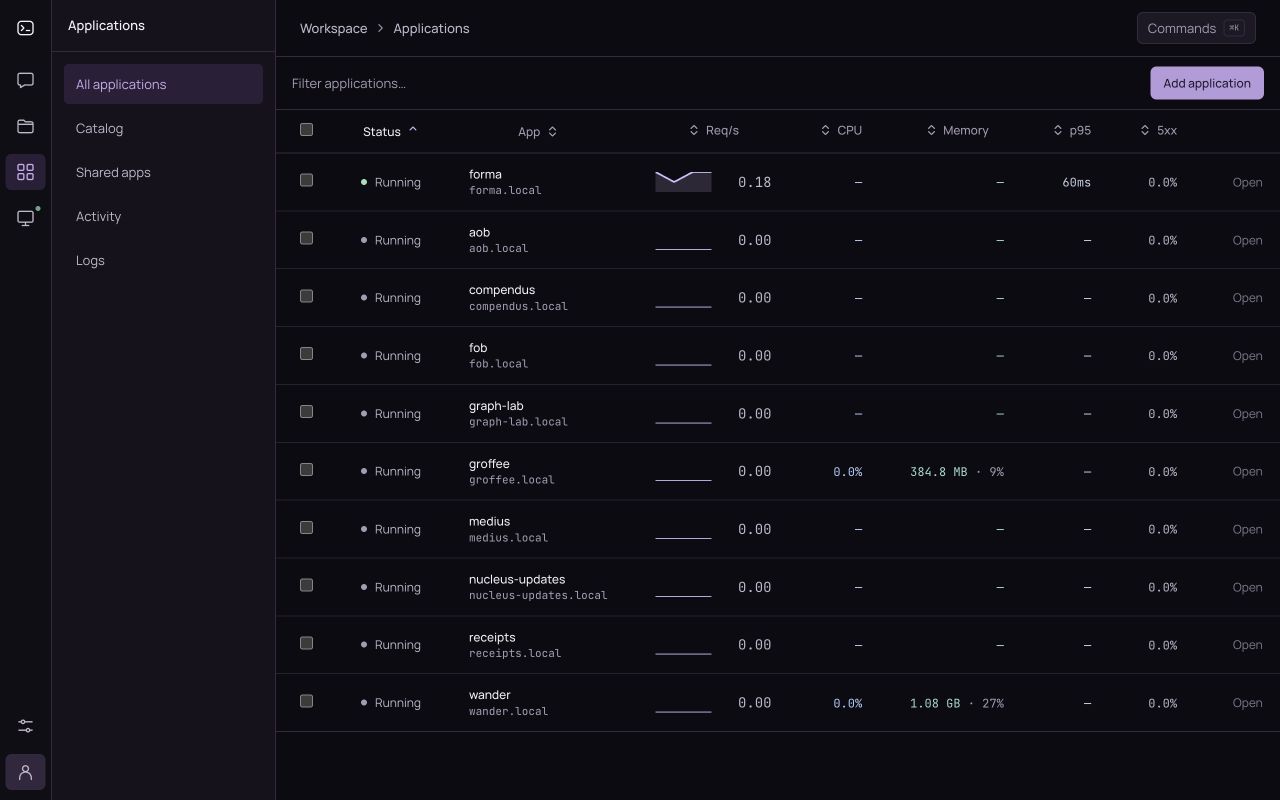 Applications
All applications
Catalog
Shared apps
Activity
Logs
Workspace > Applications
Commands ⌘K
Filter applications…
Add application
Status App Req/s CPU Memory p95 5xx
Running forma 0.18 – – 60ms 0.0% Open
forma.local
Running aob 0.00 – – – 0.0% Open
aob.local
Running compendus 0.00 – – – 0.0% Open
compendus.local
Running fob 0.00 – – – 0.0% Open
fob.local
Running graph-lab 0.00 – – – 0.0% Open
graph-lab.local
Running groffee 0.00 0.0% 384.8 MB · 9% – 0.0% Open
groffee.local
Running medius 0.00 – – – 0.0% Open
medius.local
Running nucleus-updates 0.00 – – – 0.0% Open
nucleus-updates.local
Running receipts 0.00 – – – 0.0% Open
receipts.local
Running wander 0.00 0.0% 1.08 GB · 27% – 0.0% Open
wander.local